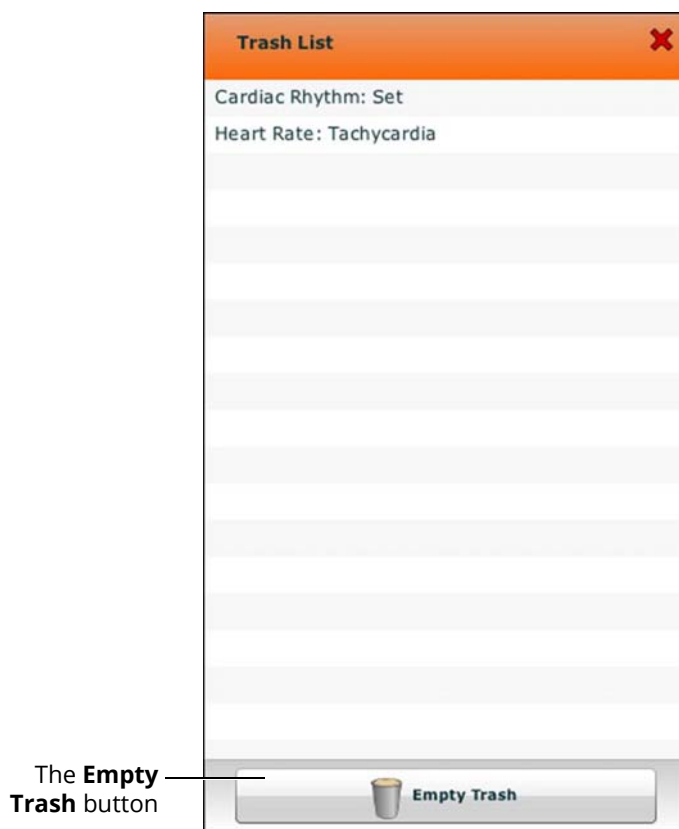 Trash List
Cardiac Rhythm: Set
Heart Rate: Tachycardia
The Empty
Trash button
Empty Trash